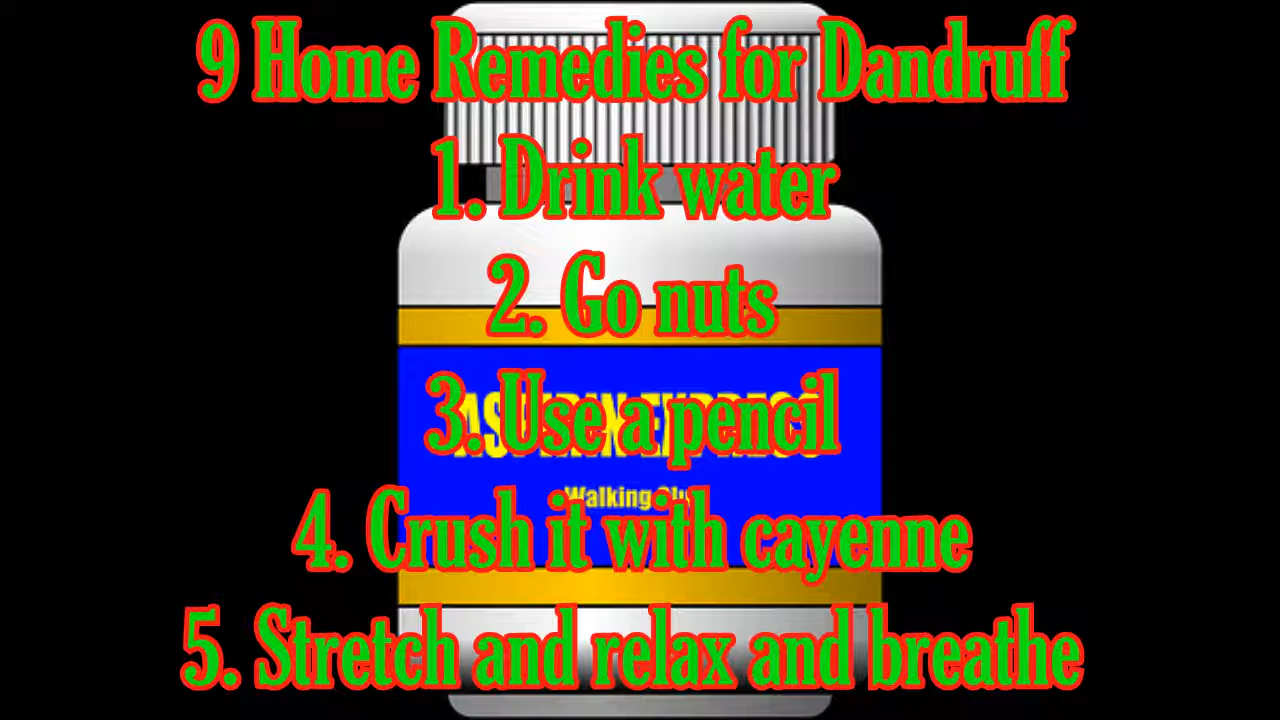 9 Home Remedies for Dandruff
1. Drink water
2. Go nuts
3. Use a pencil
Walking
4. Crush it with cayenne
5. Stretch and relax and breathe